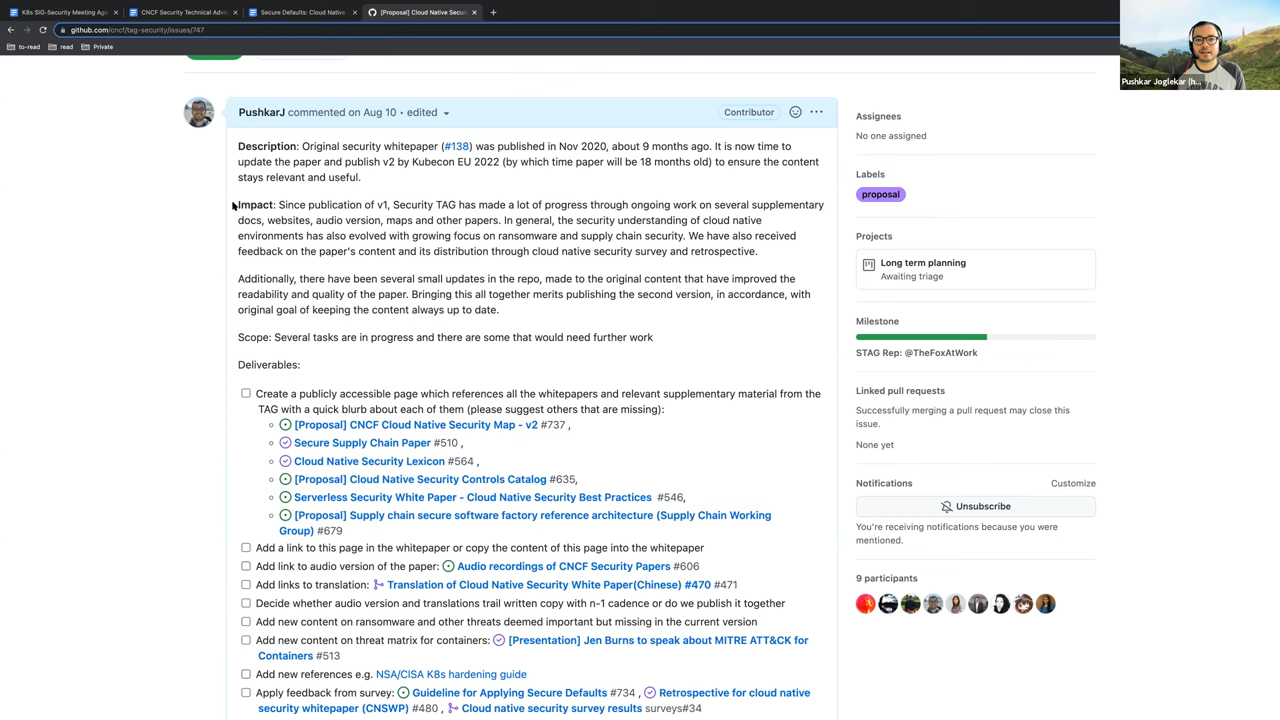 K8S SIG-Security Meeting Age
CNCF Security Technical Advis
Secure Defaults: Cloud Native
[Proposal] Cloud Native Secur
github.com/cncf/tag-security/issues/747
to-read
read
Private
Pushkar Joglekar (h...
PushkarJ commented on Aug 10 • edited
Contributor
Description: Original security whitepaper (#138) was published in Nov 2020, about 9 months ago. It is now time to
update the paper and publish v2 by Kubecon EU 2022 (by which time paper will be 18 months old) to ensure the content
stays relevant and useful.
Impact: Since publication of v1, Security TAG has made a lot of progress through ongoing work on several supplementary
docs, websites, audio version, maps and other papers. In general, the security understanding of cloud native
environments has also evolved with growing focus on ransomware and supply chain security. We have also received
feedback on the paper's content and its distribution through cloud native security survey and retrospective.
Additionally, there have been several small updates in the repo, made to the original content that have improved the
readability and quality of the paper. Bringing this all together merits publishing the second version, in accordance, with
original goal of keeping the content always up to date.
Scope: Several tasks are in progress and there are some that would need further work
Deliverables:
Create a publicly accessible page which references all the whitepapers and relevant supplementary material from the
TAG with a quick blurb about each of them (please suggest others that are missing):
[Proposal] CNCF Cloud Native Security Map - v2 #737 ,
Secure Supply Chain Paper #510 ,
Cloud Native Security Lexicon #564 ,
[Proposal] Cloud Native Security Controls Catalog #635,
Serverless Security White Paper - Cloud Native Security Best Practices #546,
[Proposal] Supply chain secure software factory reference architecture (Supply Chain Working
Group) #679
Add a link to this page in the whitepaper or copy the content of this page into the whitepaper
Add link to audio version of the paper: Audio recordings of CNCF Security Papers #606
Add links to translation: Translation of Cloud Native Security White Paper(Chinese) #470 #471
Decide whether audio version and translations trail written copy with n-1 cadence or do we publish it together
Add new content on ransomware and other threats deemed important but missing in the current version
Add new content on threat matrix for containers: [Presentation] Jen Burns to speak about MITRE ATT&CK for
Containers #513
Add new references e.g. NSA/CISA K8s hardening guide
Apply feedback from survey: Guideline for Applying Secure Defaults #734 , Retrospective for cloud native
security whitepaper (CNSWP) #480 , Cloud native security survey results surveys#34
Assignees
No one assigned
Labels
proposal
Projects
Long term planning
Awaiting triage
Milestone
STAG Rep: @TheFoxAtWork
Linked pull requests
Successfully merging a pull request may close this
issue.
None yet
Notifications
Customize
Unsubscribe
You're receiving notifications because you were
mentioned.
9 participants